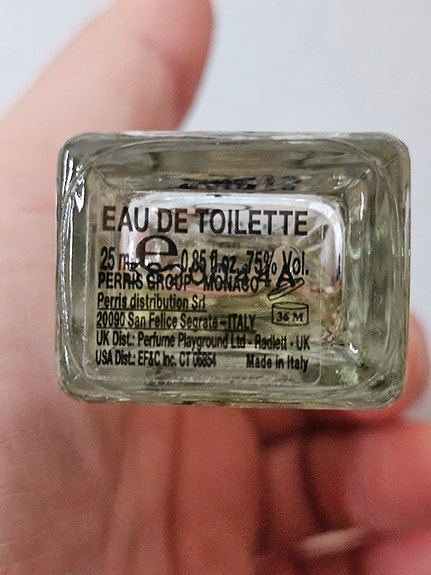 EAU DE TOILETTE
25 ml e 0.85 fl.oz. 75% Vol.
PERRIS GROUP - MONACO
Perris distribution Srl
20090 San Felice Segrate - ITALY
36 M
UK Dist.: Perfume Playground Ltd - Radlett - UK
USA Dist.: EF&C Inc. CT 06854 Made in Italy